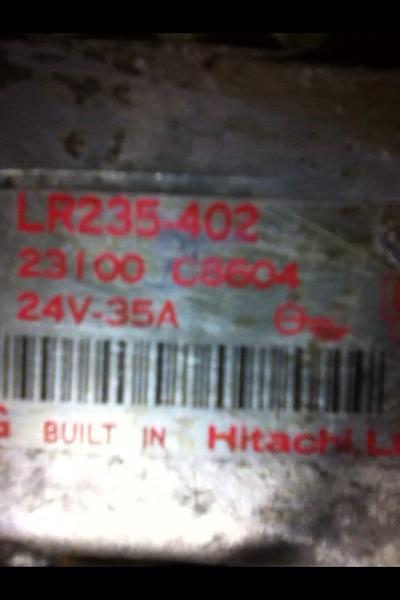 LR235-402
23100 C8604
24V-35A
BUILT IN Hitachi, L